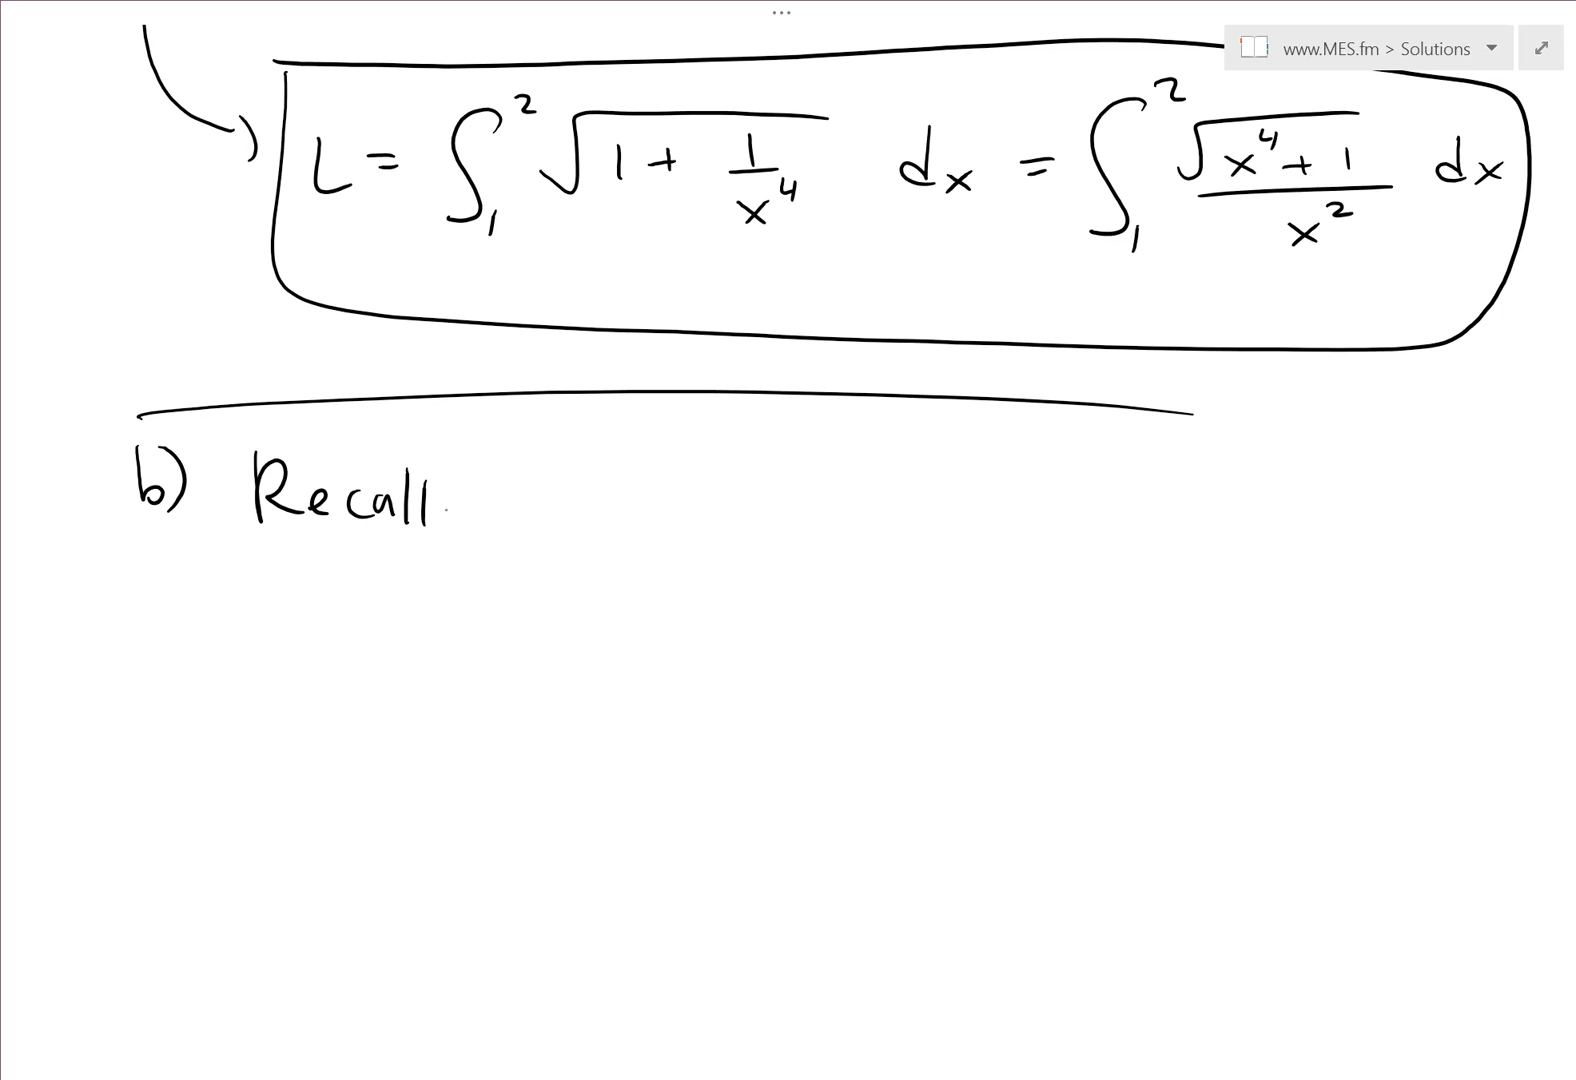 www.MES.fm > Solutions
L = ∫₁² √(1 + 1/x⁴) dx = ∫₁² √(x⁴ + 1)/x² dx
b) Recall